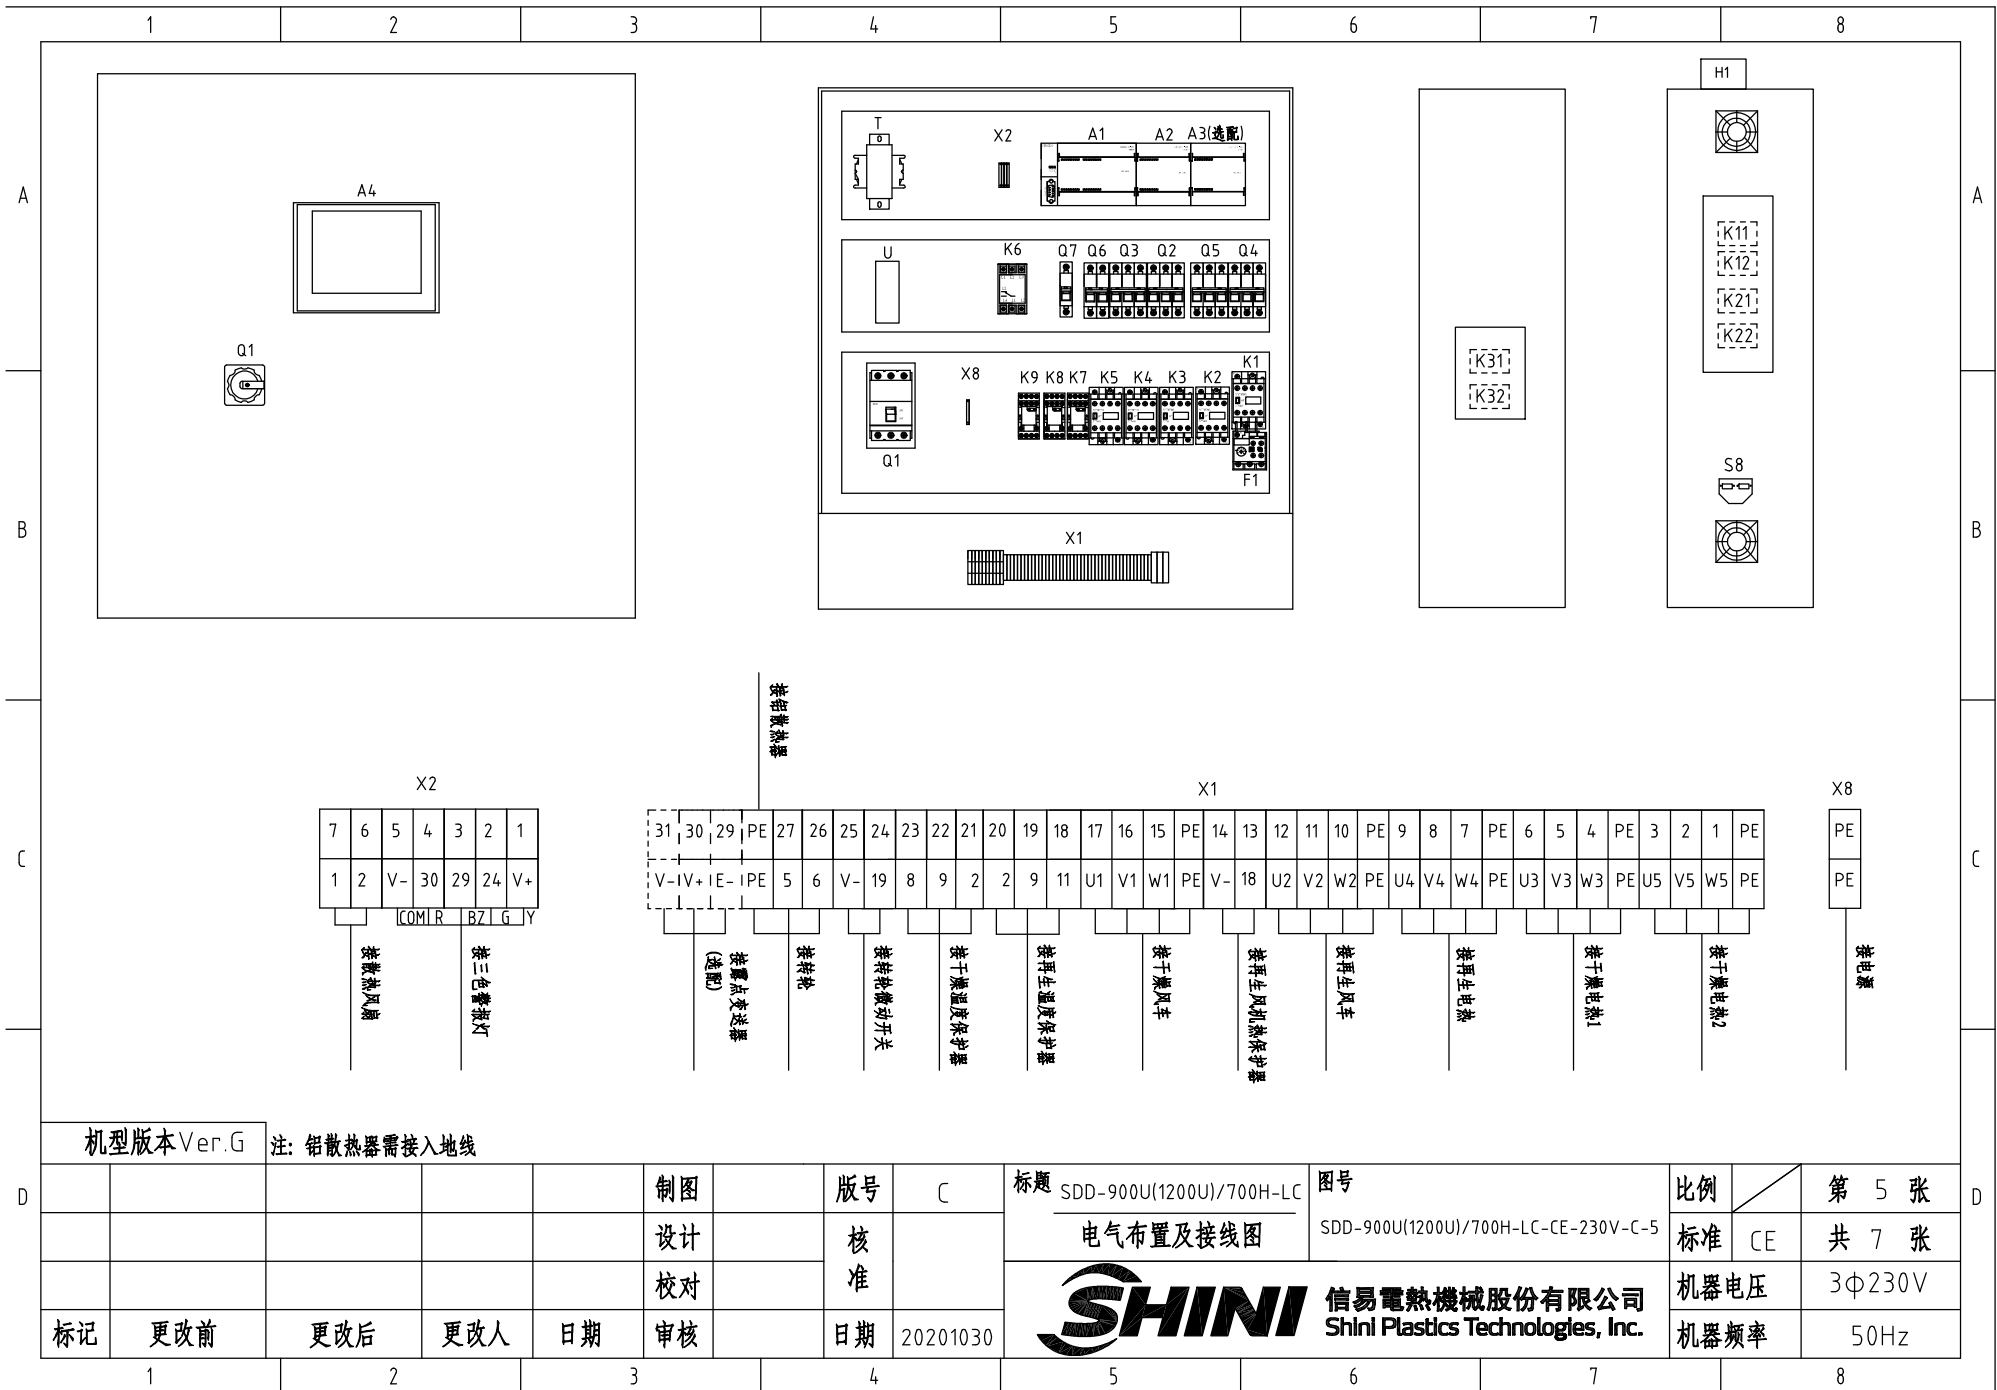 1 2 3 4 5 6 7 8
H1
T X2 A1 A2 A3(选配)
A A4 A
K11
K12
K21
K22
U K6 Q7 Q6 Q3 Q2 Q5 Q4
Q1
X8 K9 K8 K7 K5 K4 K3 K2 K1
K31
K32
Q1
F1
S8
B B
X1
接铝散热器
X2 X1 X8
7 6 5 4 3 2 1
1 2 V- 30 29 24 V+
COM R BZ G Y
接散热风扇
接三色警报灯
31 30 29 PE 27 26 25 24 23 22 21 20 19 18 17 16 15 PE 14 13 12 11 10 PE 9 8 7 PE 6 5 4 PE 3 2 1 PE
V- V+ E- PE 5 6 V- 19 8 9 2 2 9 11 U1 V1 W1 PE V- 18 U2 V2 W2 PE U4 V4 W4 PE U3 V3 W3 PE U5 V5 W5 PE
PE
PE
C C
接露点变送器
(选配)
接转轮
接转轮微动开关
接干燥温度保护器
接再生温度保护器
接干燥风车
接再生风机热保护器
接再生风车
接再生电热
接干燥电热1
接干燥电热2
接电源
机型版本Ver.G
注: 铝散热器需接入地线
D D
制图 版号 C
设计 核准
校对
标记 更改前 更改后 更改人 日期 审核 日期 20201030
标题 SDD-900U(1200U)/700H-LC
电气布置及接线图
图号
SDD-900U(1200U)/700H-LC-CE-230V-C-5
比例 第 5 张
标准 CE 共 7 张
机器电压 3ф230V
机器频率 50Hz
SHINI
信易電熱機械股份有限公司
Shini Plastics Technologies, Inc.
1 2 3 4 5 6 7 8